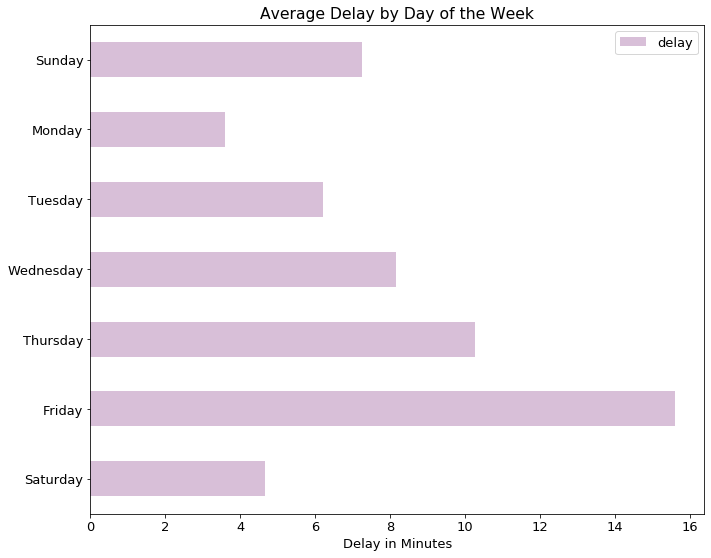 Average Delay by Day of the Week
delay
Sunday
Monday
Tuesday
Wednesday
Thursday
Friday
Saturday
0 2 4 6 8 10 12 14 16
Delay in Minutes